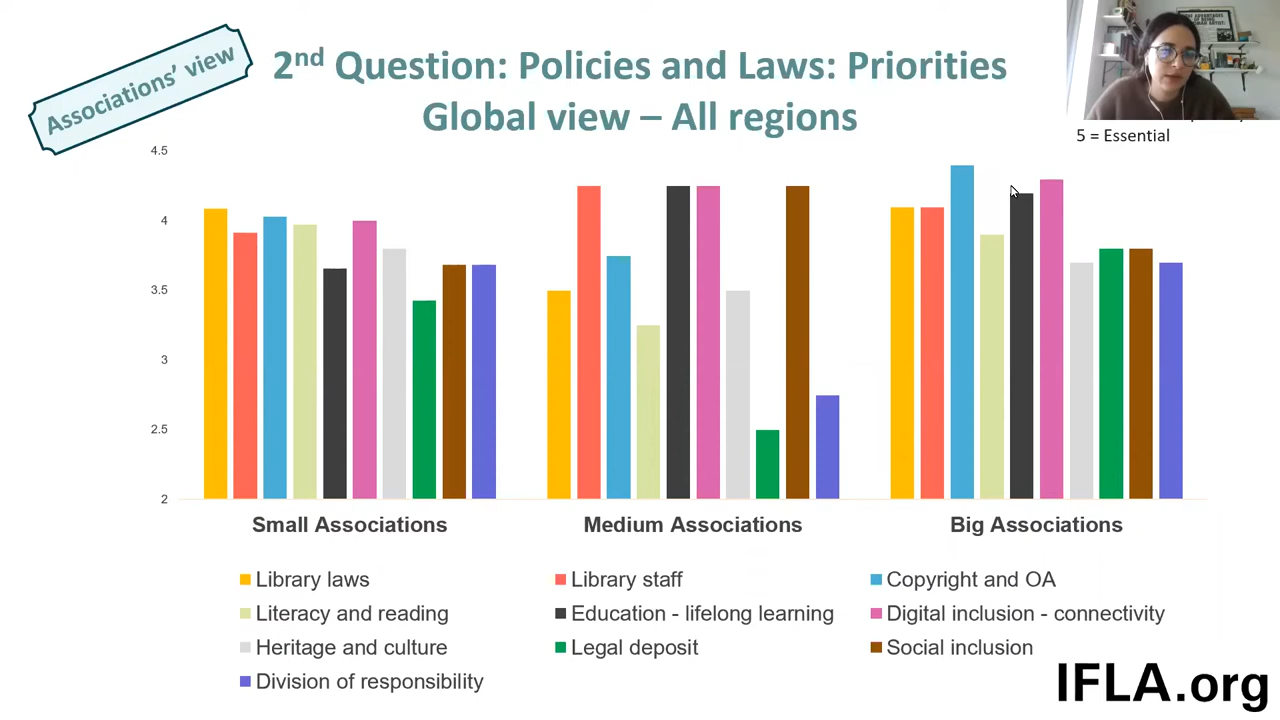 Associations' view
2nd Question: Policies and Laws: Priorities
Global view – All regions
5 = Essential
4.5
4
3.5
3
2.5
2
Small Associations
Medium Associations
Big Associations
Library laws
Library staff
Copyright and OA
Literacy and reading
Education - lifelong learning
Digital inclusion - connectivity
Heritage and culture
Legal deposit
Social inclusion
Division of responsibility
IFLA.org